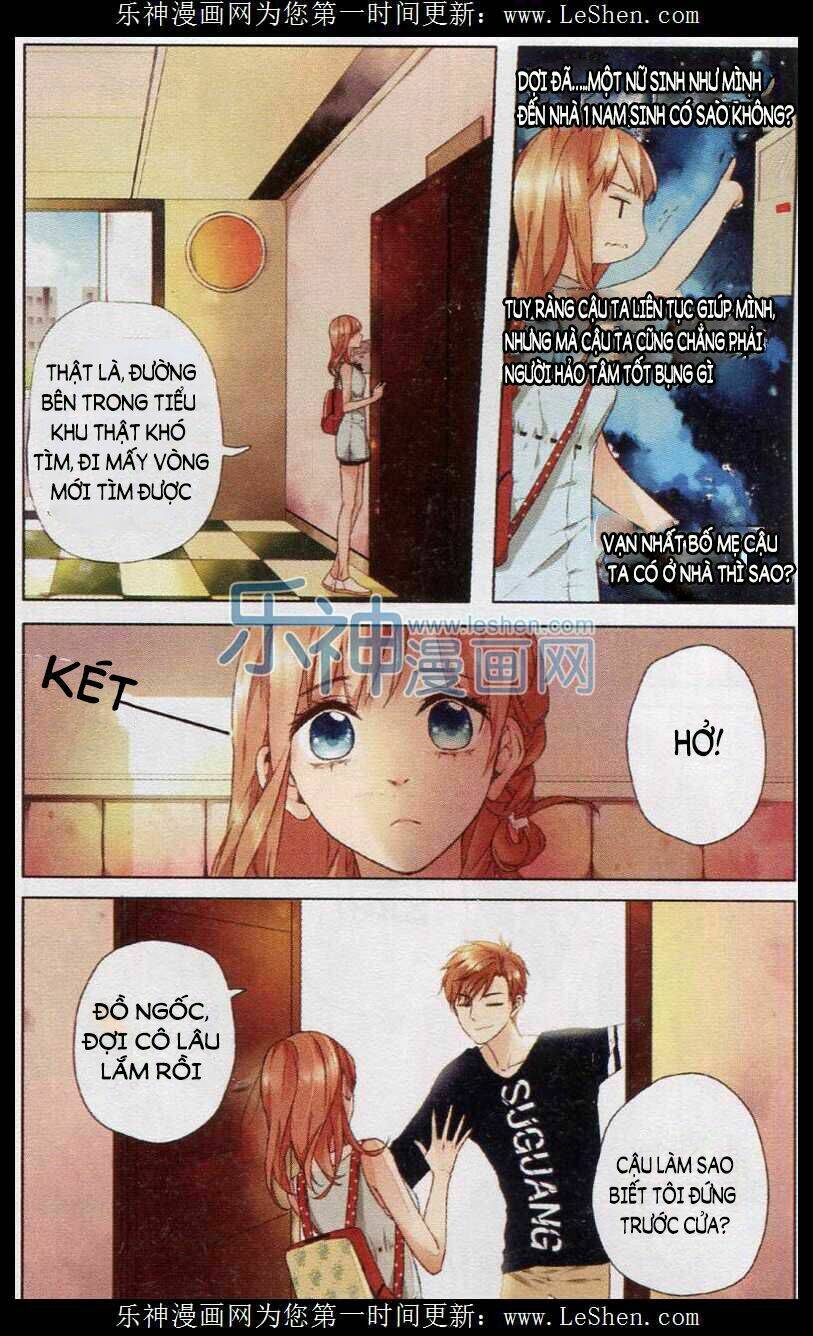 乐神漫画网为您第一时间更新：www.LeShen.com
THẬT LÀ, ĐƯỜNG
BÊN TRONG TIỂU
KHU THẬT KHÓ
TÌM, ĐI MẤY VÒNG
MỚI TÌM ĐƯỢC
DỢI ĐÃ.....MỘT NỮ SINH NHƯ MÌNH
ĐẾN NHÀ 1 NAM SINH CÓ SAO KHÔNG?
TUY RÀNG CẬU TA LIÊN TỤC GIÚP MÌNH,
NHƯNG MÀ CẬU TA CŨNG CHẲNG PHẢI
NGƯỜI HẢO TÂM TỐT BỤNG GÌ
VẠN NHẤT BỐ MẸ CẬU
TA CÓ Ở NHÀ THÌ SAO?
乐神漫画网
www.leshen.com
KÉT
HỞ!
ĐỒ NGỐC,
ĐỢI CÔ LÂU
LẮM RỒI
SUGUANG
CẬU LÀM SAO
BIẾT TÔI ĐỨNG
TRƯỚC CỬA?
乐神漫画网为您第一时间更新：www.LeShen.com